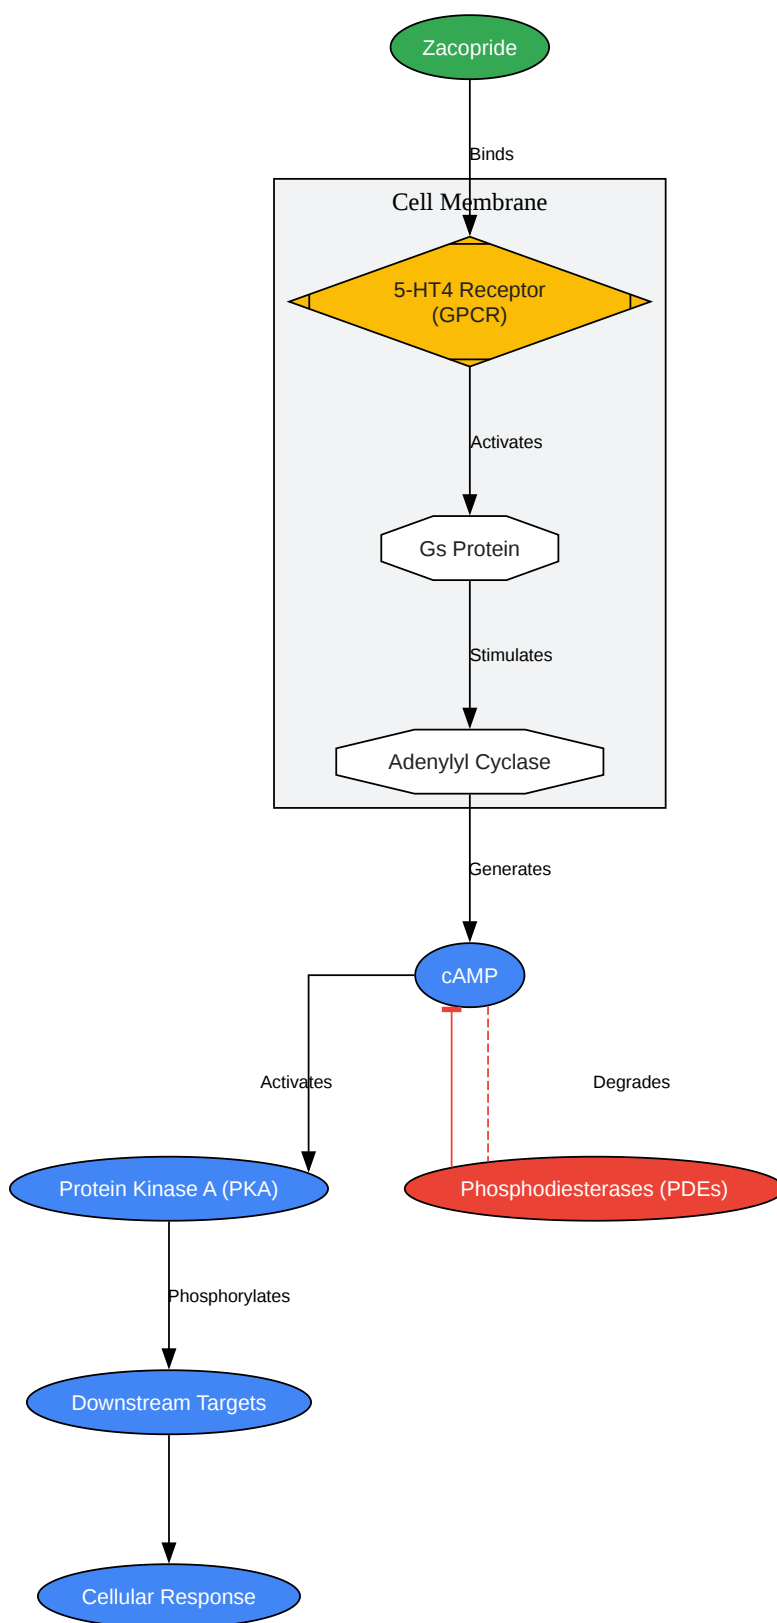 Zacopride
Binds
Cell Membrane
5-HT4 Receptor
(GPCR)
Activates
Gs Protein
Stimulates
Adenylyl Cyclase
Generates
cAMP
Activates
Degrades
Protein Kinase A (PKA)
Phosphodiesterases (PDEs)
Phosphorylates
Downstream Targets
Cellular Response